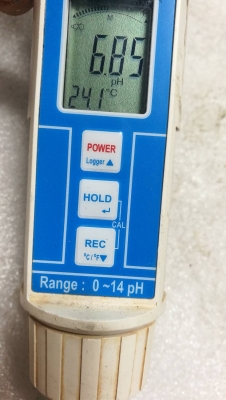 M
6.85
pH
24.1 °C
POWER
Logger ▲
HOLD
CAL
REC
°C/°F ▼
Range : 0 ~ 14 pH